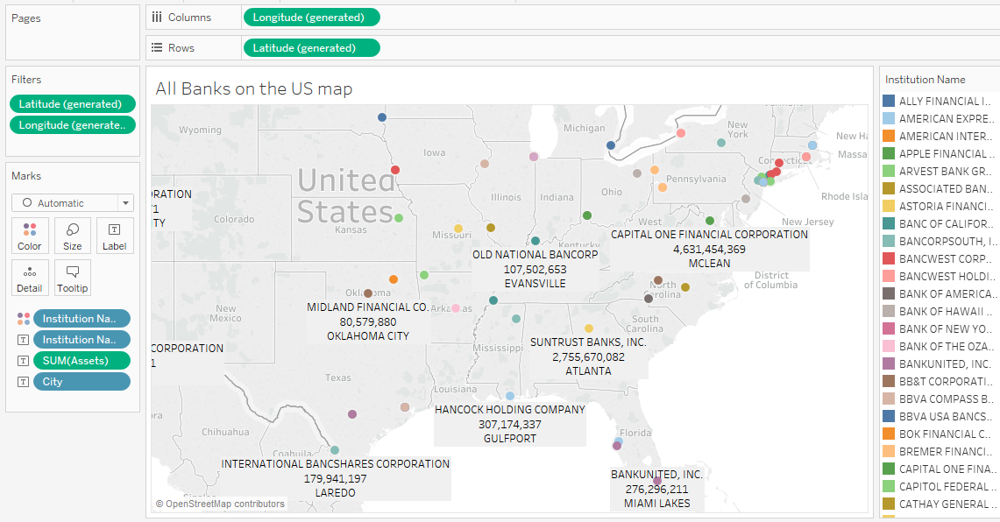 Pages
Columns
Longitude (generated)
Rows
Latitude (generated)
Filters
Latitude (generated)
Longitude (generate..
Marks
Automatic
Color
Size
Label
Detail
Tooltip
Institution Na..
Institution Na..
SUM(Assets)
City
All Banks on the US map
Wyoming
Iowa
Michigan
New
York
New Ha
Massa
Connecticut
Rhode Isla
Pennsylvania
New Jersey
United
States
Illinois
Indiana
Ohio
West
District
of Columbia
ORATION
TY
Colorado
Kansas
Missouri
Kentucky
CAPITAL ONE FINANCIAL CORPORATION
4,631,454,369
MCLEAN
OLD NATIONAL BANCORP
107,502,653
EVANSVILLE
Oklahoma
North
Carolina
New
Mexico
Arkansas
MIDLAND FINANCIAL CO.
80,579,880
OKLAHOMA CITY
South
Carolina
Mississippi
SUNTRUST BANKS, INC.
2,755,670,082
ATLANTA
CORPORATION
1
Texas
Louisiana
HANCOCK HOLDING COMPANY
307,174,337
GULFPORT
Chihuahua
Coahuila
Florida
INTERNATIONAL BANCSHARES CORPORATION
179,941,197
LAREDO
BANKUNITED, INC.
276,296,211
MIAMI LAKES
© OpenStreetMap contributors
Institution Name
ALLY FINANCIAL I..
AMERICAN EXPRE..
AMERICAN INTER..
APPLE FINANCIAL ..
ARVEST BANK GR..
ASSOCIATED BAN..
ASTORIA FINANCI..
BANC OF CALIFOR..
BANCORPSOUTH, I..
BANCWEST CORP..
BANCWEST HOLDI..
BANK OF AMERICA..
BANK OF HAWAII ..
BANK OF NEW YO..
BANK OF THE OZA..
BANKUNITED, INC.
BB&T CORPORATI..
BBVA COMPASS B..
BBVA USA BANCS..
BOK FINANCIAL C..
BREMER FINANCI..
CAPITAL ONE FINA..
CAPITOL FEDERAL ..
CATHAY GENERAL ..